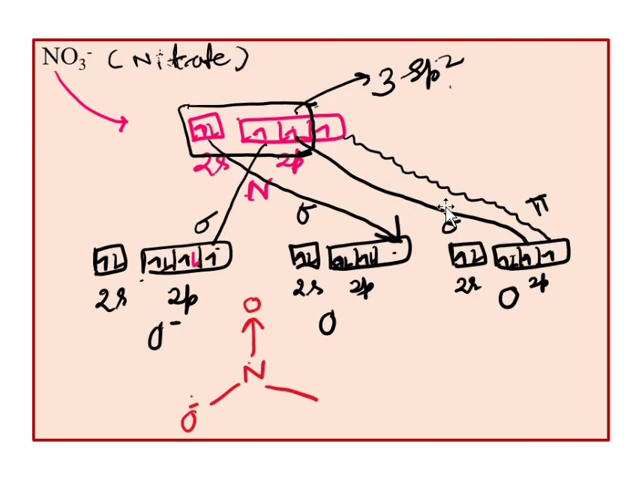 NO₃⁻ (Nitrate)
3 sp²
2s 2p
N
σ σ σ π
2s 2p 2s 2p 2s 2p
O⁻ O O
O
N
O⁻